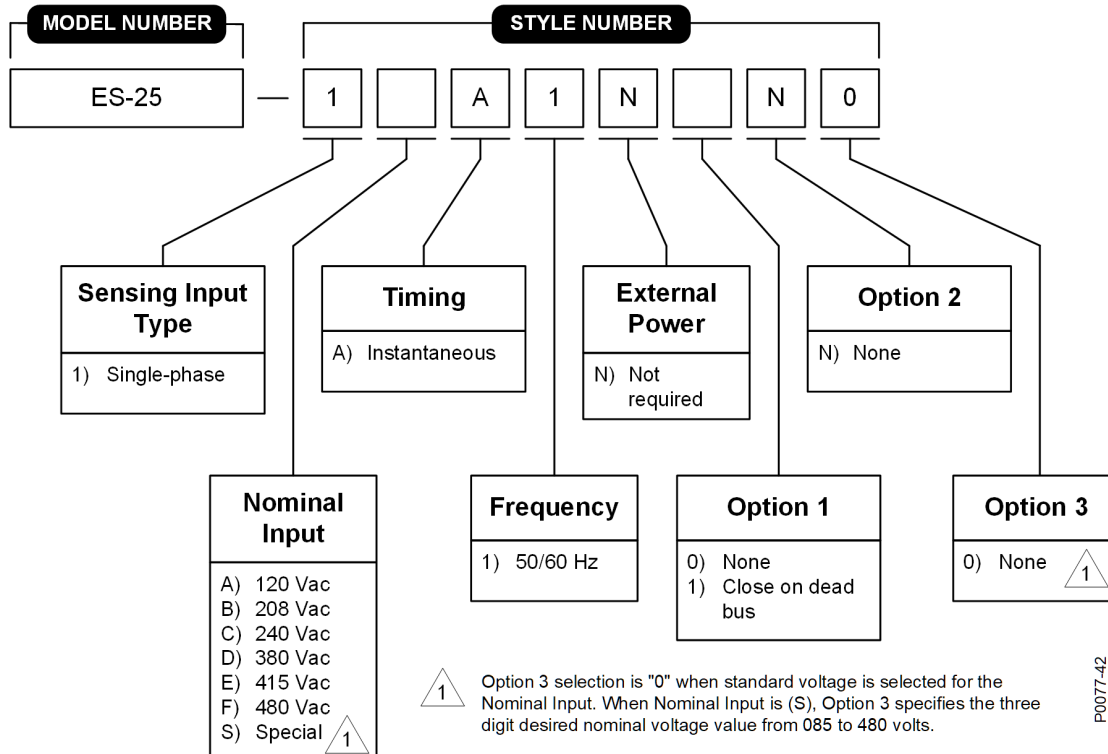 MODEL NUMBER
STYLE NUMBER
ES-25 — 1 A 1 N N 0
Sensing Input
Type
1) Single-phase
Timing
A) Instantaneous
External
Power
N) Not
required
Option 2
N) None
Nominal
Input
A) 120 Vac
B) 208 Vac
C) 240 Vac
D) 380 Vac
E) 415 Vac
F) 480 Vac
S) Special 1
Frequency
1) 50/60 Hz
Option 1
0) None
1) Close on dead
bus
Option 3
0) None 1
1 Option 3 selection is "0" when standard voltage is selected for the
Nominal Input. When Nominal Input is (S), Option 3 specifies the three
digit desired nominal voltage value from 085 to 480 volts.
P0077-42